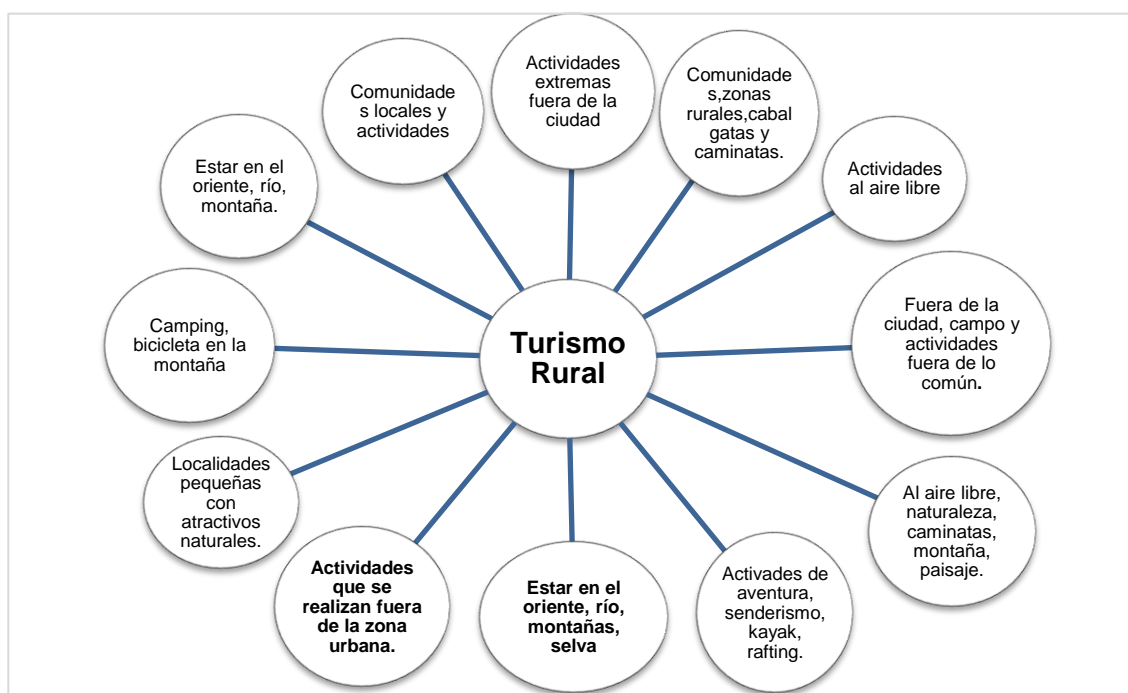 Actividades
extremas
fuera de la
ciudad
Comunidade
s,zonas
rurales,cabal
gatas y
caminatas.
Actividades
al aire libre
Fuera de la
ciudad, campo y
actividades
fuera de lo
común.
Al aire libre,
naturaleza,
caminatas,
montaña,
paisaje.
Activades de
aventura,
senderismo,
kayak,
rafting.
Estar en el
oriente, río,
montañas,
selva
Actividades
que se
realizan fuera
de la zona
urbana.
Localidades
pequeñas
con
atractivos
naturales.
Camping,
bicicleta en la
montaña
Estar en el
oriente, río,
montaña.
Comunidade
s locales y
actividades
Turismo
Rural